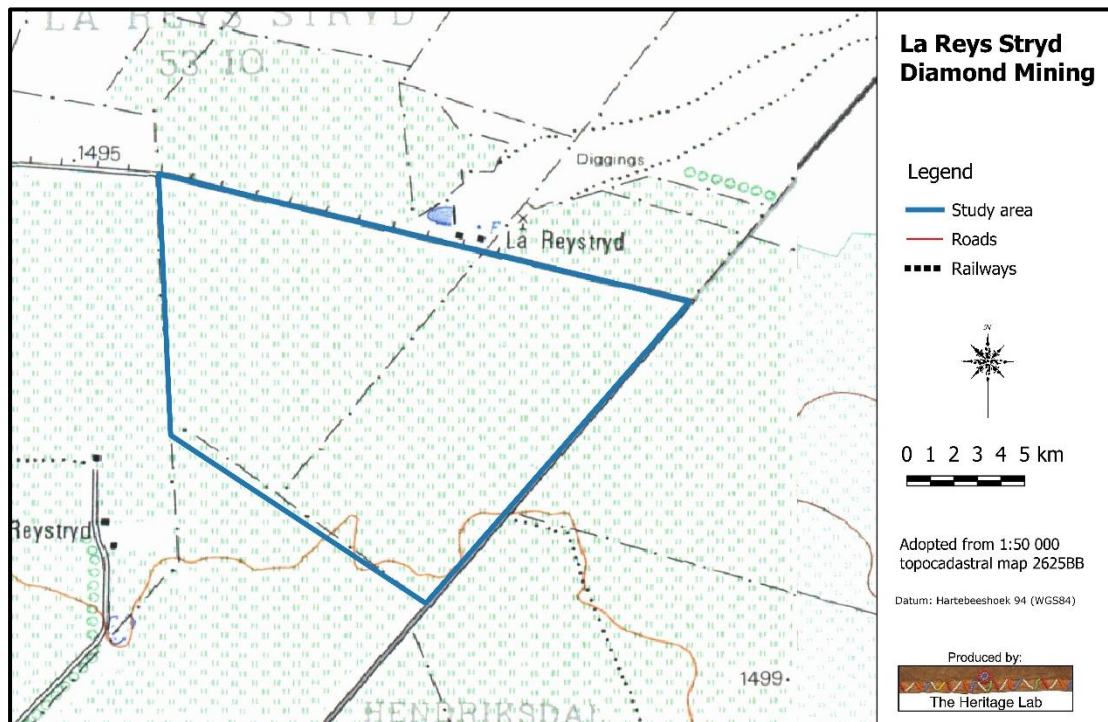 LA REYS STRYD
53 IO
1495
Diggings
F
La Reystryd
Reystryd
1499
HENDRIKSDAL
La Reys Stryd
Diamond Mining
Legend
Study area
Roads
Railways
N
0 1 2 3 4 5 km
Adopted from 1:50 000
topocadastral map 2625BB
Datum: Hartebeeshoek 94 (WGS84)
Produced by:
The Heritage Lab